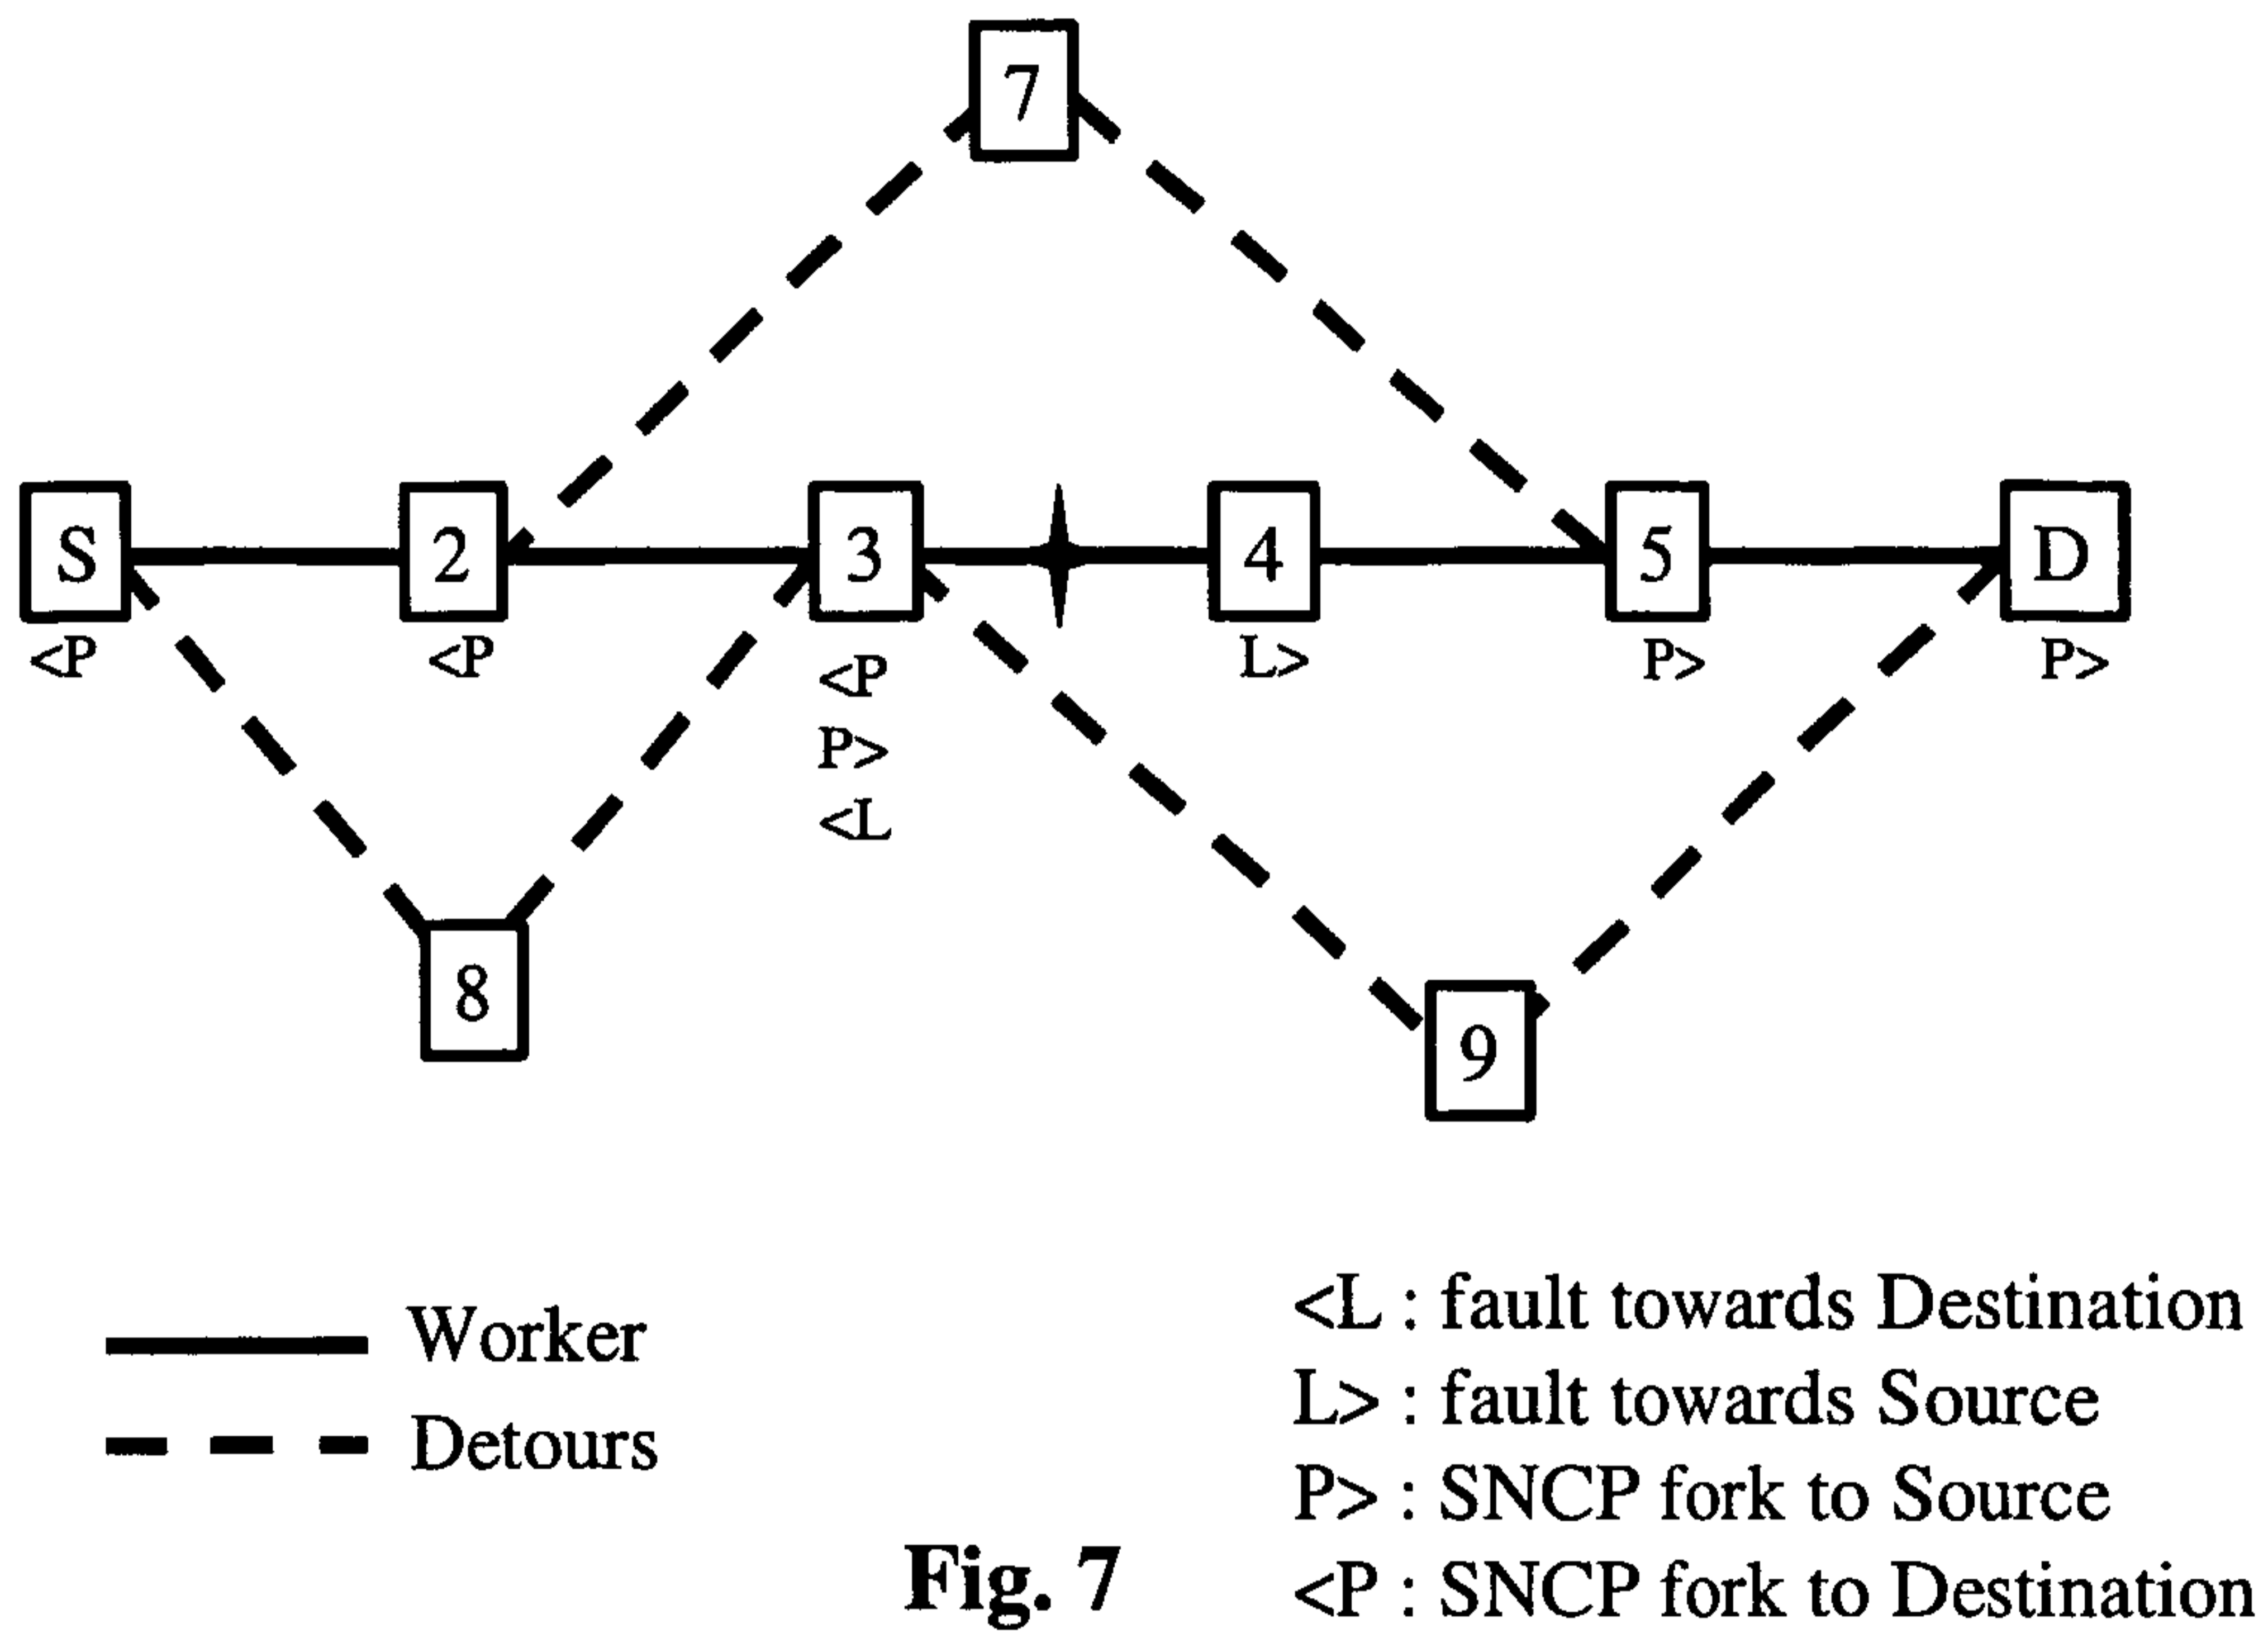 7
S
2
3
4
5
D
<P
<P
<P
P>
<L
L>
P>
P>
8
9
Worker
Detours
<L : fault towards Destination
L> : fault towards Source
P> : SNCP fork to Source
<P : SNCP fork to Destination
Fig. 7